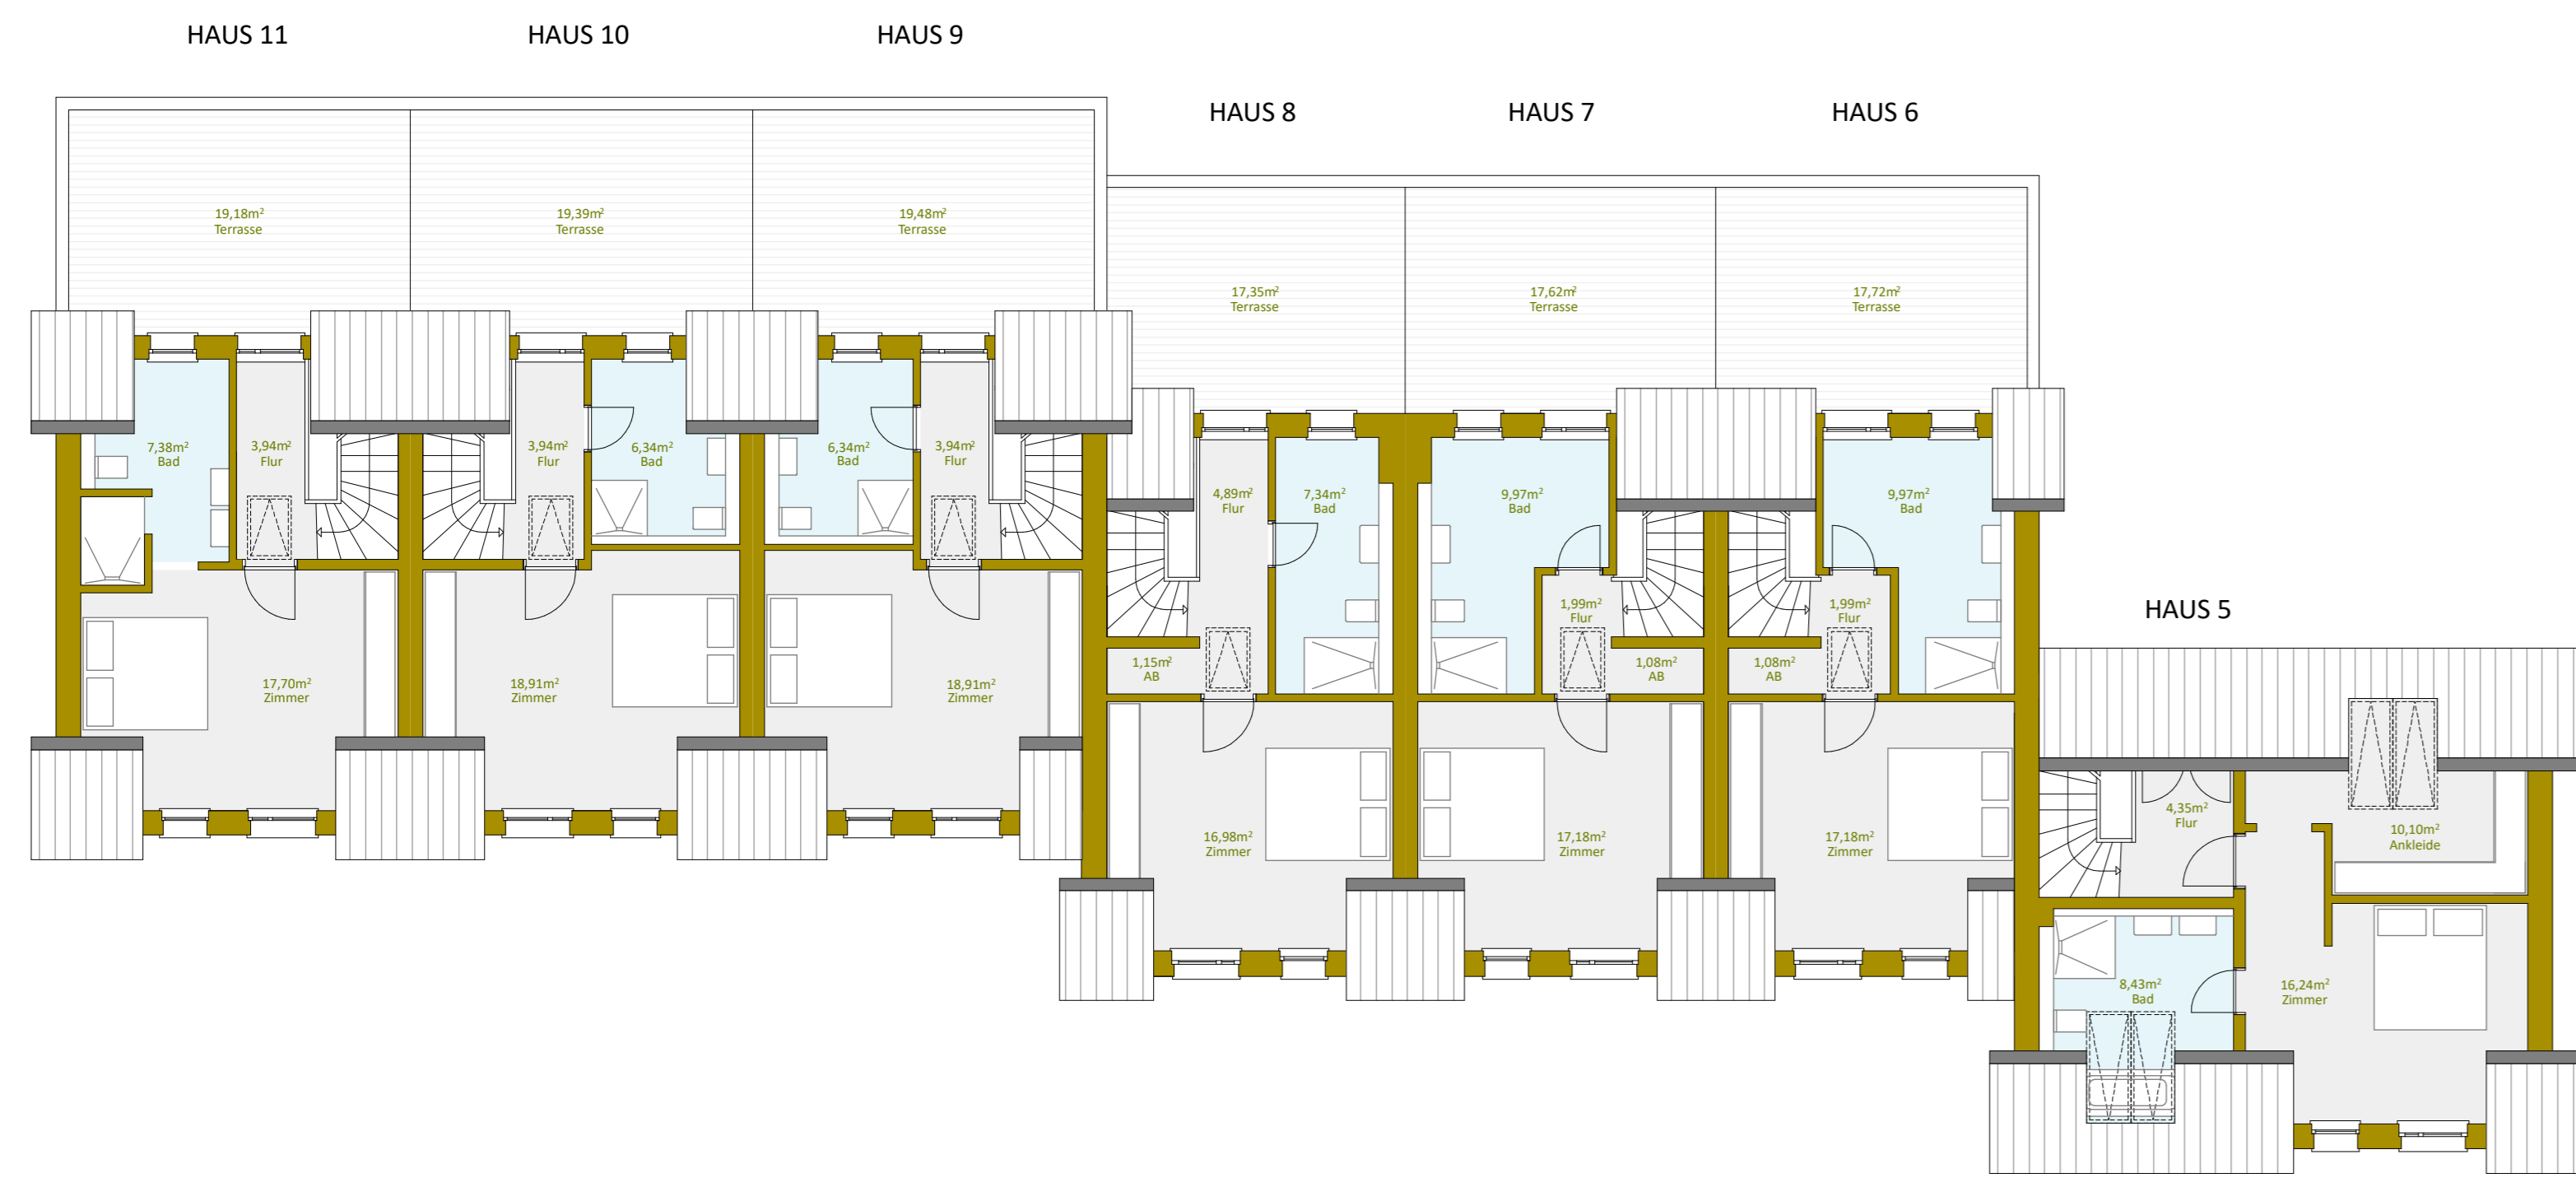 HAUS 11
HAUS 10
HAUS 9
HAUS 8
HAUS 7
HAUS 6
19,18m²
Terrasse
19,39m²
Terrasse
19,48m²
Terrasse
17,35m²
Terrasse
17,62m²
Terrasse
17,72m²
Terrasse
7,38m²
Bad
3,94m²
Flur
3,94m²
Flur
6,34m²
Bad
6,34m²
Bad
3,94m²
Flur
4,89m²
Flur
7,34m²
Bad
9,97m²
Bad
9,97m²
Bad
1,99m²
Flur
1,99m²
Flur
HAUS 5
1,15m²
AB
1,08m²
AB
1,08m²
AB
17,70m²
Zimmer
18,91m²
Zimmer
18,91m²
Zimmer
16,98m²
Zimmer
17,18m²
Zimmer
17,18m²
Zimmer
4,35m²
Flur
10,10m²
Ankleide
8,43m²
Bad
16,24m²
Zimmer